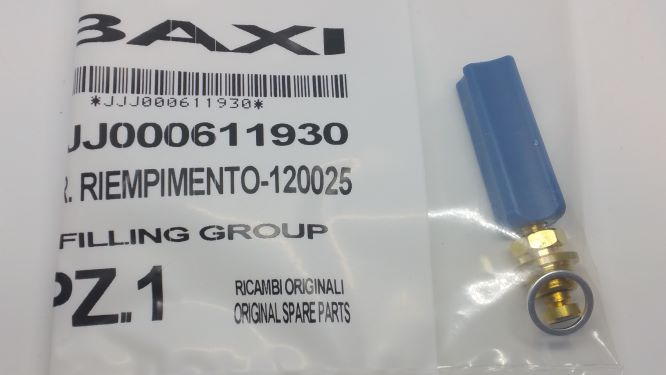 BAXI
*JJJ000611930*
JJ000611930
R. RIEMPIMENTO-120025
FILLING GROUP
PZ.1
RICAMBI ORIGINALI
ORIGINAL SPARE PARTS